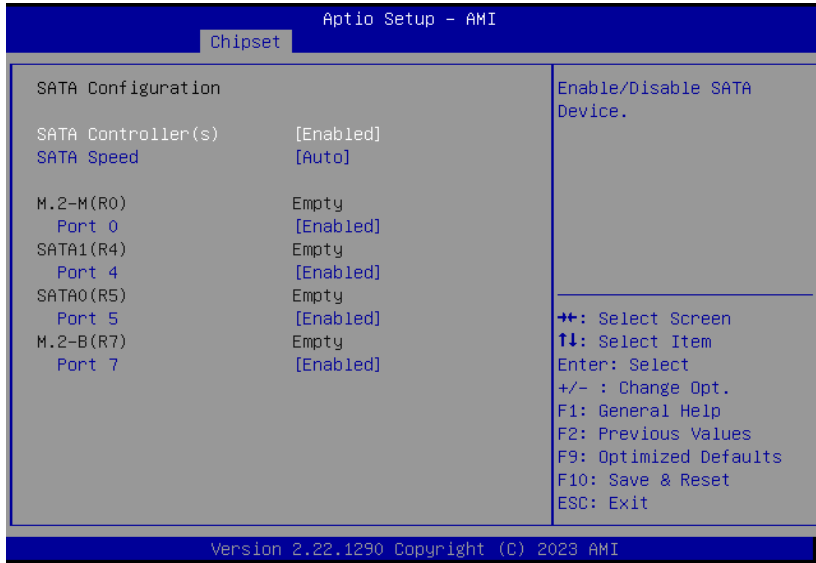 Aptio Setup – AMI
Chipset
SATA Configuration
SATA Controller(s) [Enabled]
SATA Speed [Auto]
M.2-M(R0) Empty
Port 0 [Enabled]
SATA1(R4) Empty
Port 4 [Enabled]
SATA0(R5) Empty
Port 5 [Enabled]
M.2-B(R7) Empty
Port 7 [Enabled]
Enable/Disable SATA
Device.
→←: Select Screen
↑↓: Select Item
Enter: Select
+/- : Change Opt.
F1: General Help
F2: Previous Values
F9: Optimized Defaults
F10: Save & Reset
ESC: Exit
Version 2.22.1290 Copyright (C) 2023 AMI